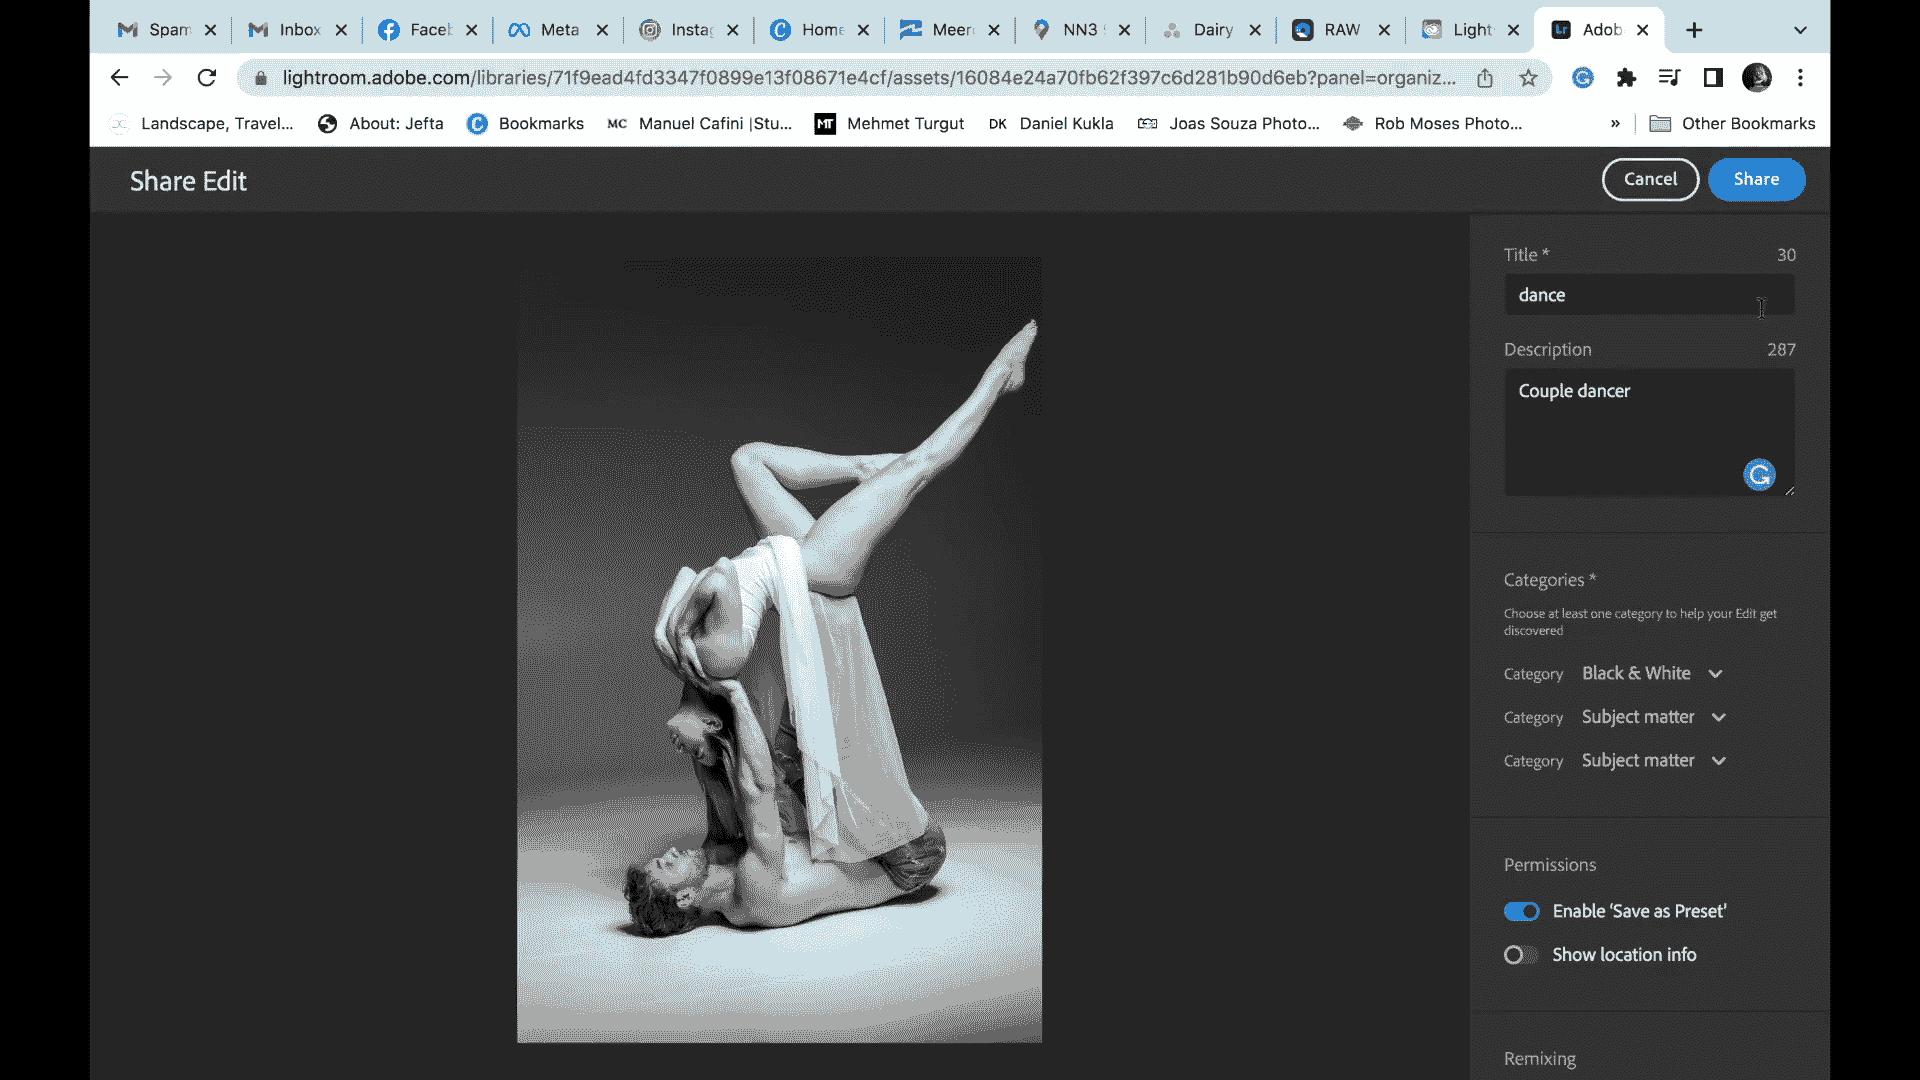 Spam
Inbox
Faceb
Meta
Instag
Home
Meer
NN3
Dairy
RAW
Light
Adob
lightroom.adobe.com/libraries/71f9ead4fd3347f0899e13f08671e4cf/assets/16084e24a70fb62f397c6d281b90d6eb?panel=organiz...
Landscape, Travel...
About: Jefta
Bookmarks
MC Manuel Cafini |Stu...
MT Mehmet Turgut
DK Daniel Kukla
Joas Souza Photo...
Rob Moses Photo...
»
Other Bookmarks
Share Edit
Cancel
Share
Title * 30
dance
Description 287
Couple dancer
Categories *
Choose at least one category to help your Edit get
discovered
Category Black & White
Category Subject matter
Category Subject matter
Permissions
Enable ‘Save as Preset’
Show location info
Remixing